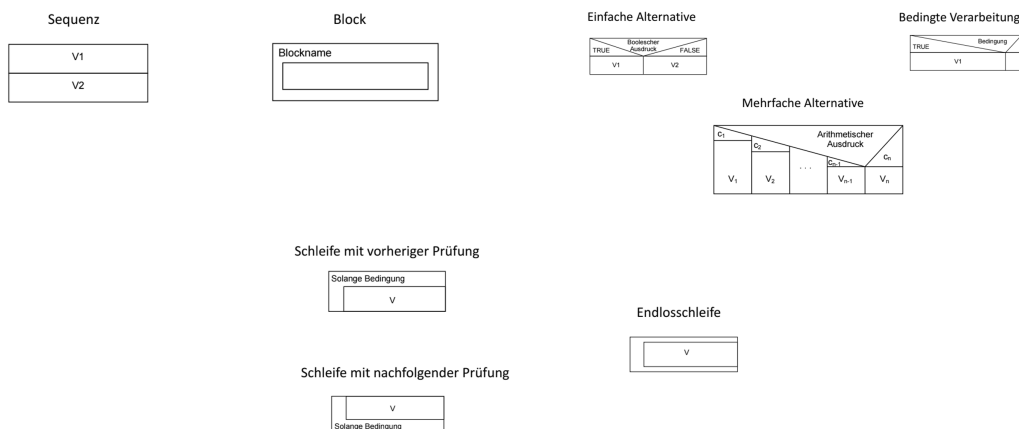 Sequenz
V1
V2
Block
Blockname
Einfache Alternative
Boolescher
TRUE Ausdruck FALSE
V1 V2
Bedingte Verarbeitung
Bedingung
TRUE
V1
Mehrfache Alternative
C₁ Arithmetischer
C₂ Ausdruck
Cₙ₋₁ Cₙ
V₁ V₂ . . . Vₙ₋₁ Vₙ
Schleife mit vorheriger Prüfung
Solange Bedingung
V
Endlosschleife
V
Schleife mit nachfolgender Prüfung
V
Solange Bedingung